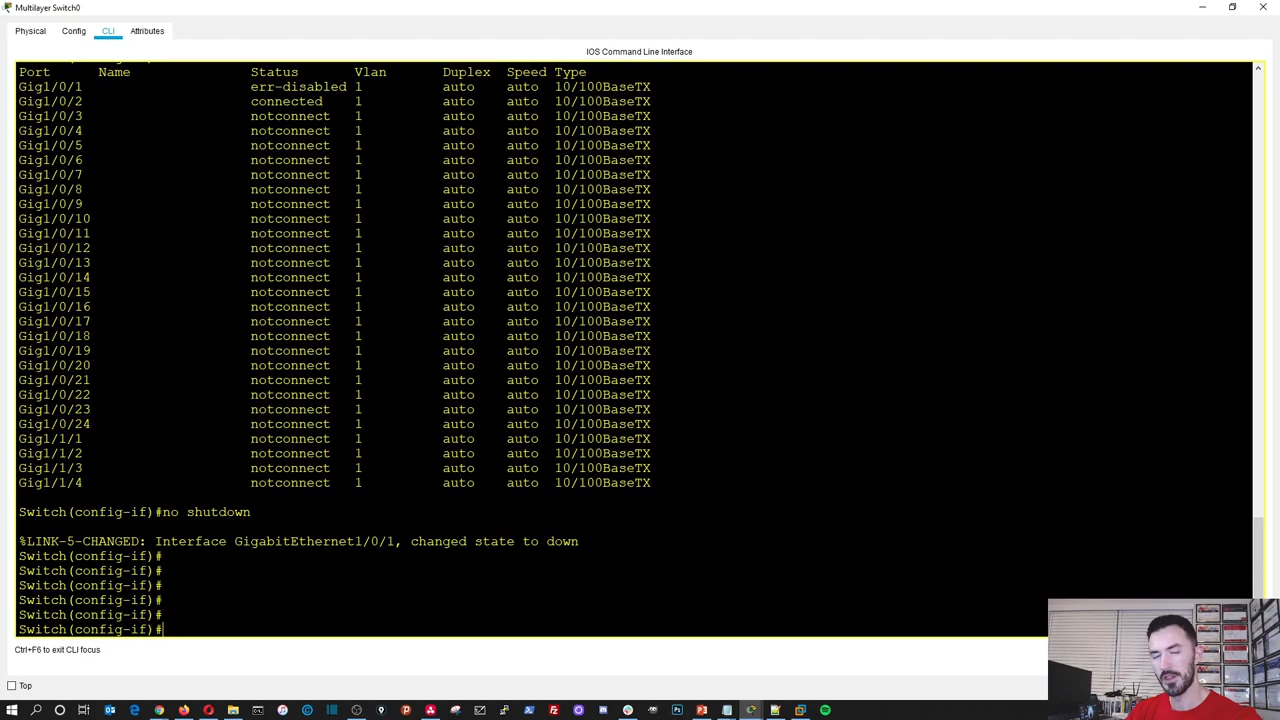 Multilayer Switch0
Physical Config CLI Attributes
IOS Command Line Interface
Port Name Status Vlan Duplex Speed Type
Gig1/0/1 err-disabled 1 auto auto 10/100BaseTX
Gig1/0/2 connected 1 auto auto 10/100BaseTX
Gig1/0/3 notconnect 1 auto auto 10/100BaseTX
Gig1/0/4 notconnect 1 auto auto 10/100BaseTX
Gig1/0/5 notconnect 1 auto auto 10/100BaseTX
Gig1/0/6 notconnect 1 auto auto 10/100BaseTX
Gig1/0/7 notconnect 1 auto auto 10/100BaseTX
Gig1/0/8 notconnect 1 auto auto 10/100BaseTX
Gig1/0/9 notconnect 1 auto auto 10/100BaseTX
Gig1/0/10 notconnect 1 auto auto 10/100BaseTX
Gig1/0/11 notconnect 1 auto auto 10/100BaseTX
Gig1/0/12 notconnect 1 auto auto 10/100BaseTX
Gig1/0/13 notconnect 1 auto auto 10/100BaseTX
Gig1/0/14 notconnect 1 auto auto 10/100BaseTX
Gig1/0/15 notconnect 1 auto auto 10/100BaseTX
Gig1/0/16 notconnect 1 auto auto 10/100BaseTX
Gig1/0/17 notconnect 1 auto auto 10/100BaseTX
Gig1/0/18 notconnect 1 auto auto 10/100BaseTX
Gig1/0/19 notconnect 1 auto auto 10/100BaseTX
Gig1/0/20 notconnect 1 auto auto 10/100BaseTX
Gig1/0/21 notconnect 1 auto auto 10/100BaseTX
Gig1/0/22 notconnect 1 auto auto 10/100BaseTX
Gig1/0/23 notconnect 1 auto auto 10/100BaseTX
Gig1/0/24 notconnect 1 auto auto 10/100BaseTX
Gig1/1/1 notconnect 1 auto auto 10/100BaseTX
Gig1/1/2 notconnect 1 auto auto 10/100BaseTX
Gig1/1/3 notconnect 1 auto auto 10/100BaseTX
Gig1/1/4 notconnect 1 auto auto 10/100BaseTX
Switch(config-if)#no shutdown
%LINK-5-CHANGED: Interface GigabitEthernet1/0/1, changed state to down
Switch(config-if)#
Switch(config-if)#
Switch(config-if)#
Switch(config-if)#
Switch(config-if)#
Switch(config-if)#
Ctrl+F6 to exit CLI focus
Top